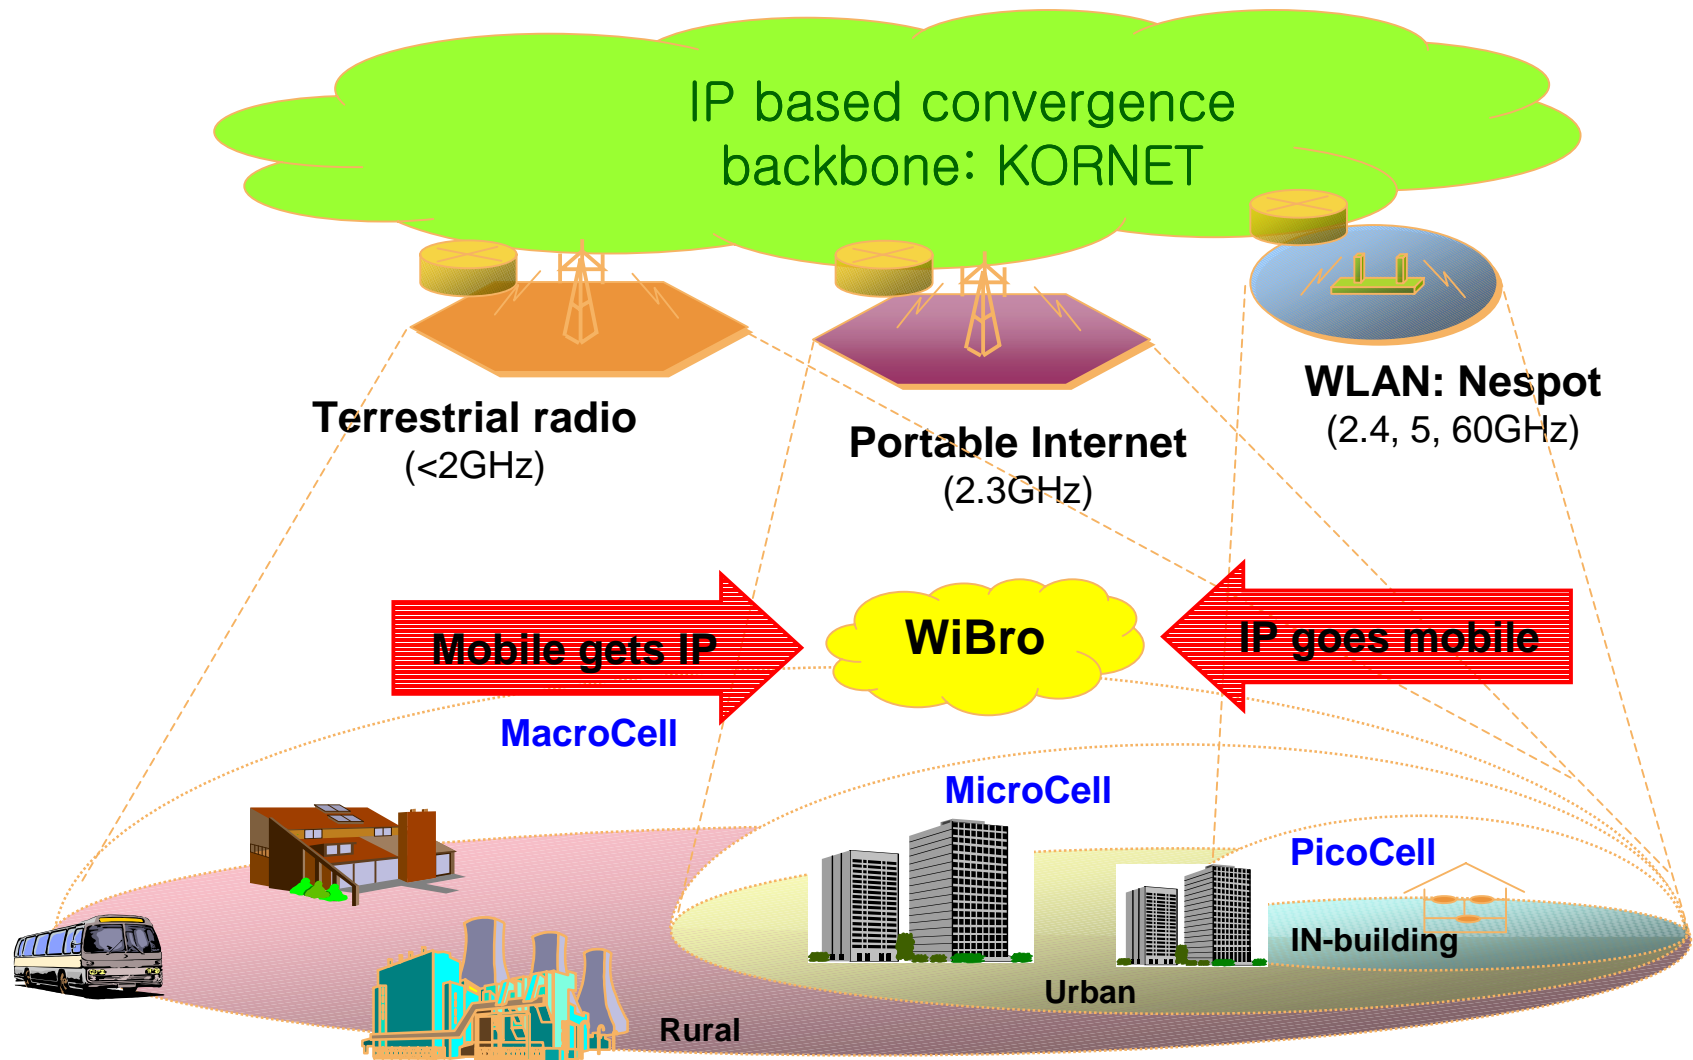 IP based convergence
backbone: KORNET
Terrestrial radio
(<2GHz)
Portable Internet
(2.3GHz)
WLAN: Nespot
(2.4, 5, 60GHz)
Mobile gets IP
WiBro
IP goes mobile
MacroCell
MicroCell
PicoCell
IN-building
Urban
Rural